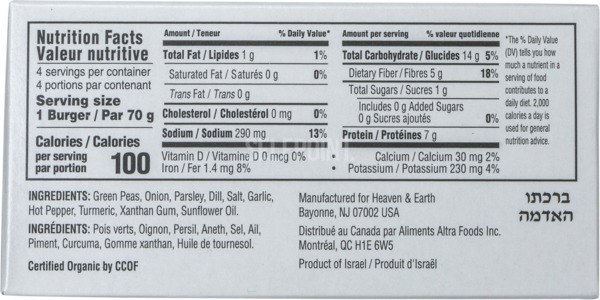 Nutrition Facts
Valeur nutritive
4 servings per container
4 portions par contenant
Serving size
1 Burger / Par 70 g
Calories / Calories
per serving
par portion 100
Amount / Teneur % Daily Value*
Total Fat / Lipides 1 g 1%
Saturated Fat / Saturés 0 g 0%
Trans Fat / Trans 0 g
Cholesterol / Choléstérol 0 mg 0%
Sodium / Sodium 290 mg 13%
Amount per serving % valeur quotidienne
Total Carbohydrate / Glucides 14 g 5%
Dietary Fiber / Fibres 5 g 18%
Total Sugars / Sucres 1 g
Includes 0 g Added Sugars
0 g Sucres ajoutés 0%
Protein / Protéines 7 g
Vitamin D / Vitamine D 0 mcg 0% • Calcium / Calcium 30 mg 2%
Iron / Fer 1.4 mg 8% • Potassium / Potassium 230 mg 4%
*The % Daily Value
(DV) tells you how
much a nutrient in a
serving of food
contributes to a
daily diet. 2,000
calories a day is
used for general
nutrition advice.
INGREDIENTS: Green Peas, Onion, Parsley, Dill, Salt, Garlic,
Hot Pepper, Turmeric, Xanthan Gum, Sunflower Oil.
INGRÉDIENTS: Pois verts, Oignon, Persil, Aneth, Sel, Ail,
Piment, Curcuma, Gomme xanthan, Huile de tournesol.
Certified Organic by CCOF
Manufactured for Heaven & Earth
Bayonne, NJ 07002 USA
Distribué au Canada par Aliments Altra Foods Inc.
Montréal, QC H1E 6W5
Product of Israel / Produit d'Israël
ברכתו
האדמה